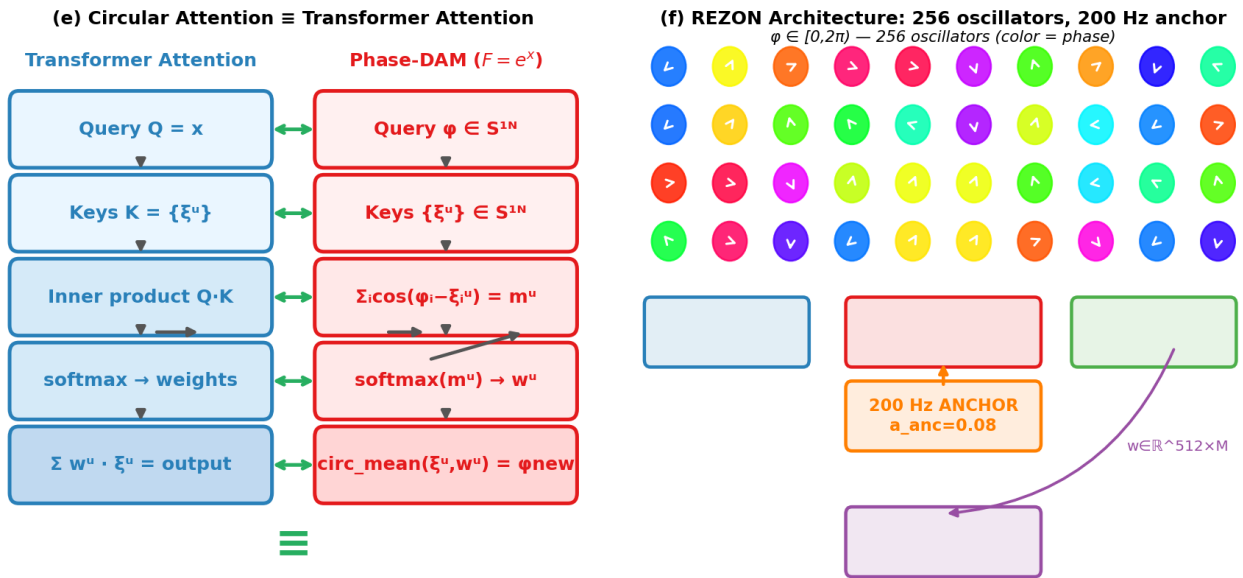 (e) Circular Attention ≡ Transformer Attention
Transformer Attention
Phase-DAM (F = eˣ)
Query Q = x
Query φ ∈ S¹ᴺ
Keys K = {ξᵘ}
Keys {ξᵘ} ∈ S¹ᴺ
Inner product Q·K
Σᵢcos(φᵢ−ξᵢᵘ) = mᵘ
softmax → weights
softmax(mᵘ) → wᵘ
Σ wᵘ · ξᵘ = output
circ_mean(ξᵘ,wᵘ) = φnew
≡
(f) REZON Architecture: 256 oscillators, 200 Hz anchor
φ ∈ [0,2π) — 256 oscillators (color = phase)
200 Hz ANCHOR
a_anc=0.08
w∈ℝ^512×M